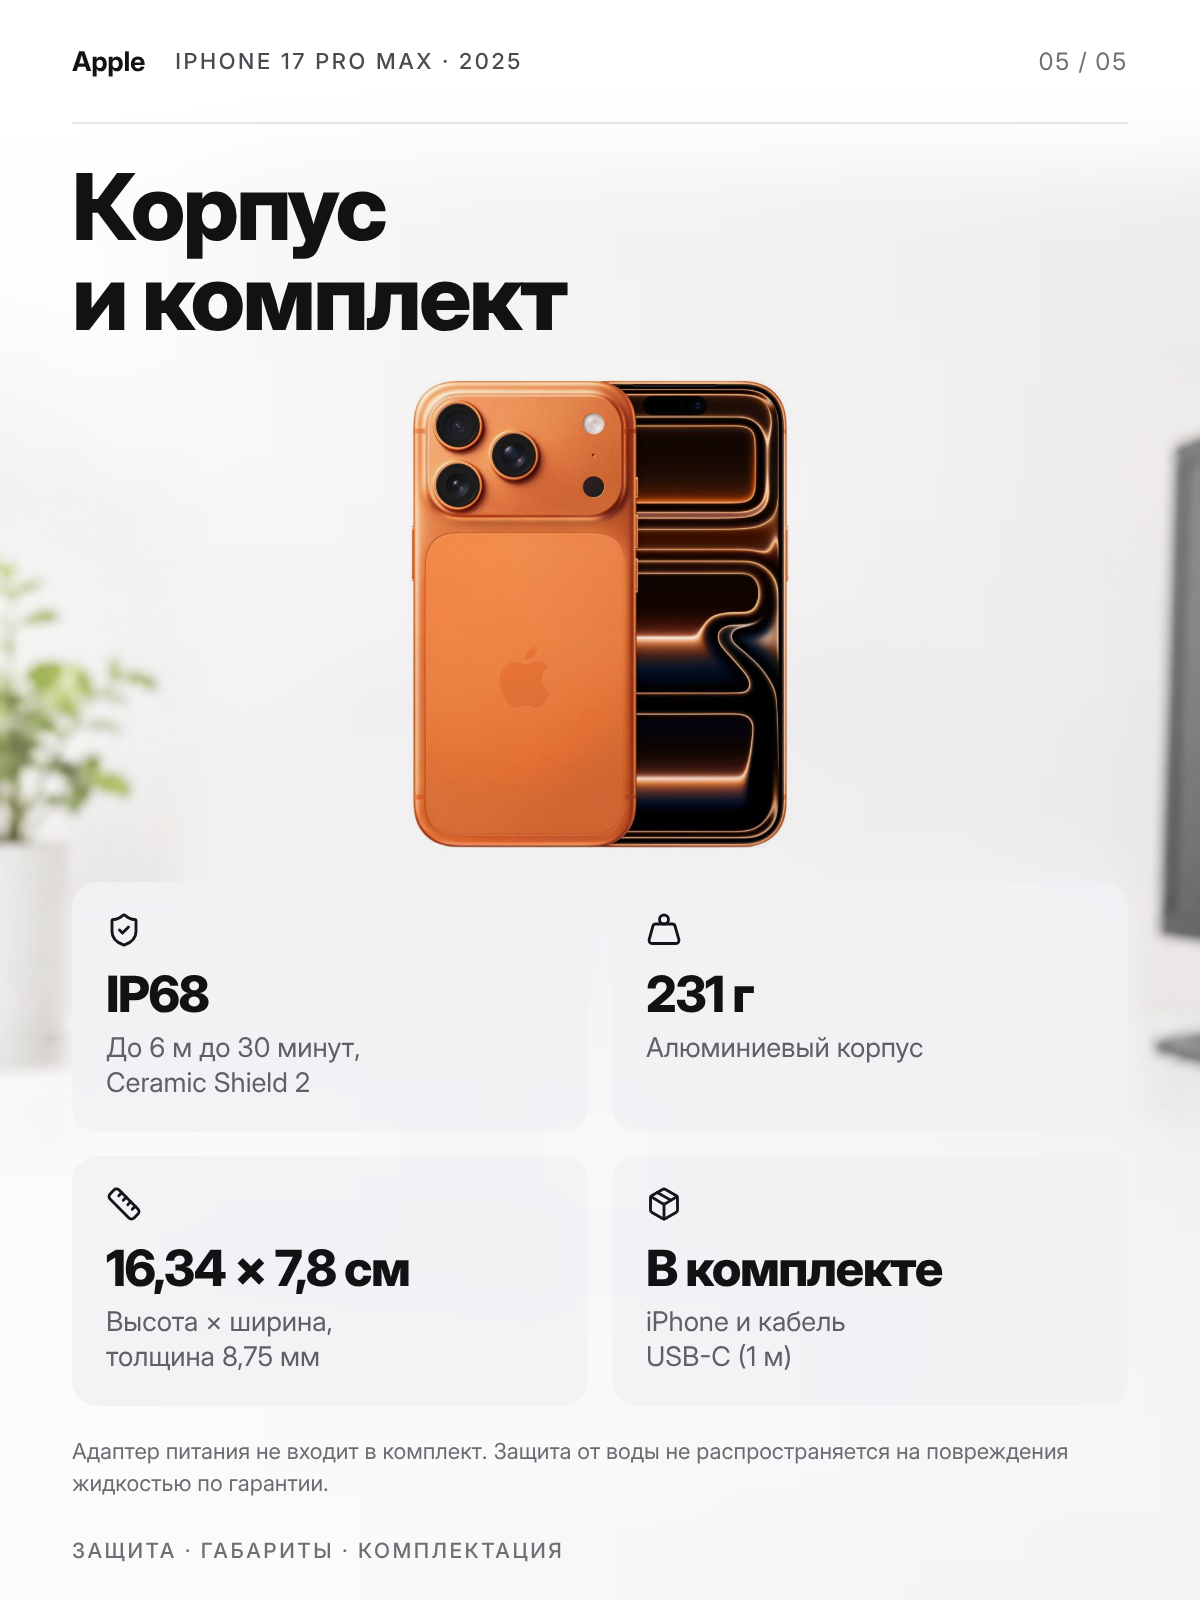 Apple IPHONE 17 PRO MAX · 2025 05 / 05
Корпус
и комплект
IP68
До 6 м до 30 минут,
Ceramic Shield 2
231 г
Алюминиевый корпус
16,34 × 7,8 см
Высота × ширина,
толщина 8,75 мм
В комплекте
iPhone и кабель
USB-C (1 м)
Адаптер питания не входит в комплект. Защита от воды не распространяется на повреждения
жидкостью по гарантии.
ЗАЩИТА · ГАБАРИТЫ · КОМПЛЕКТАЦИЯ